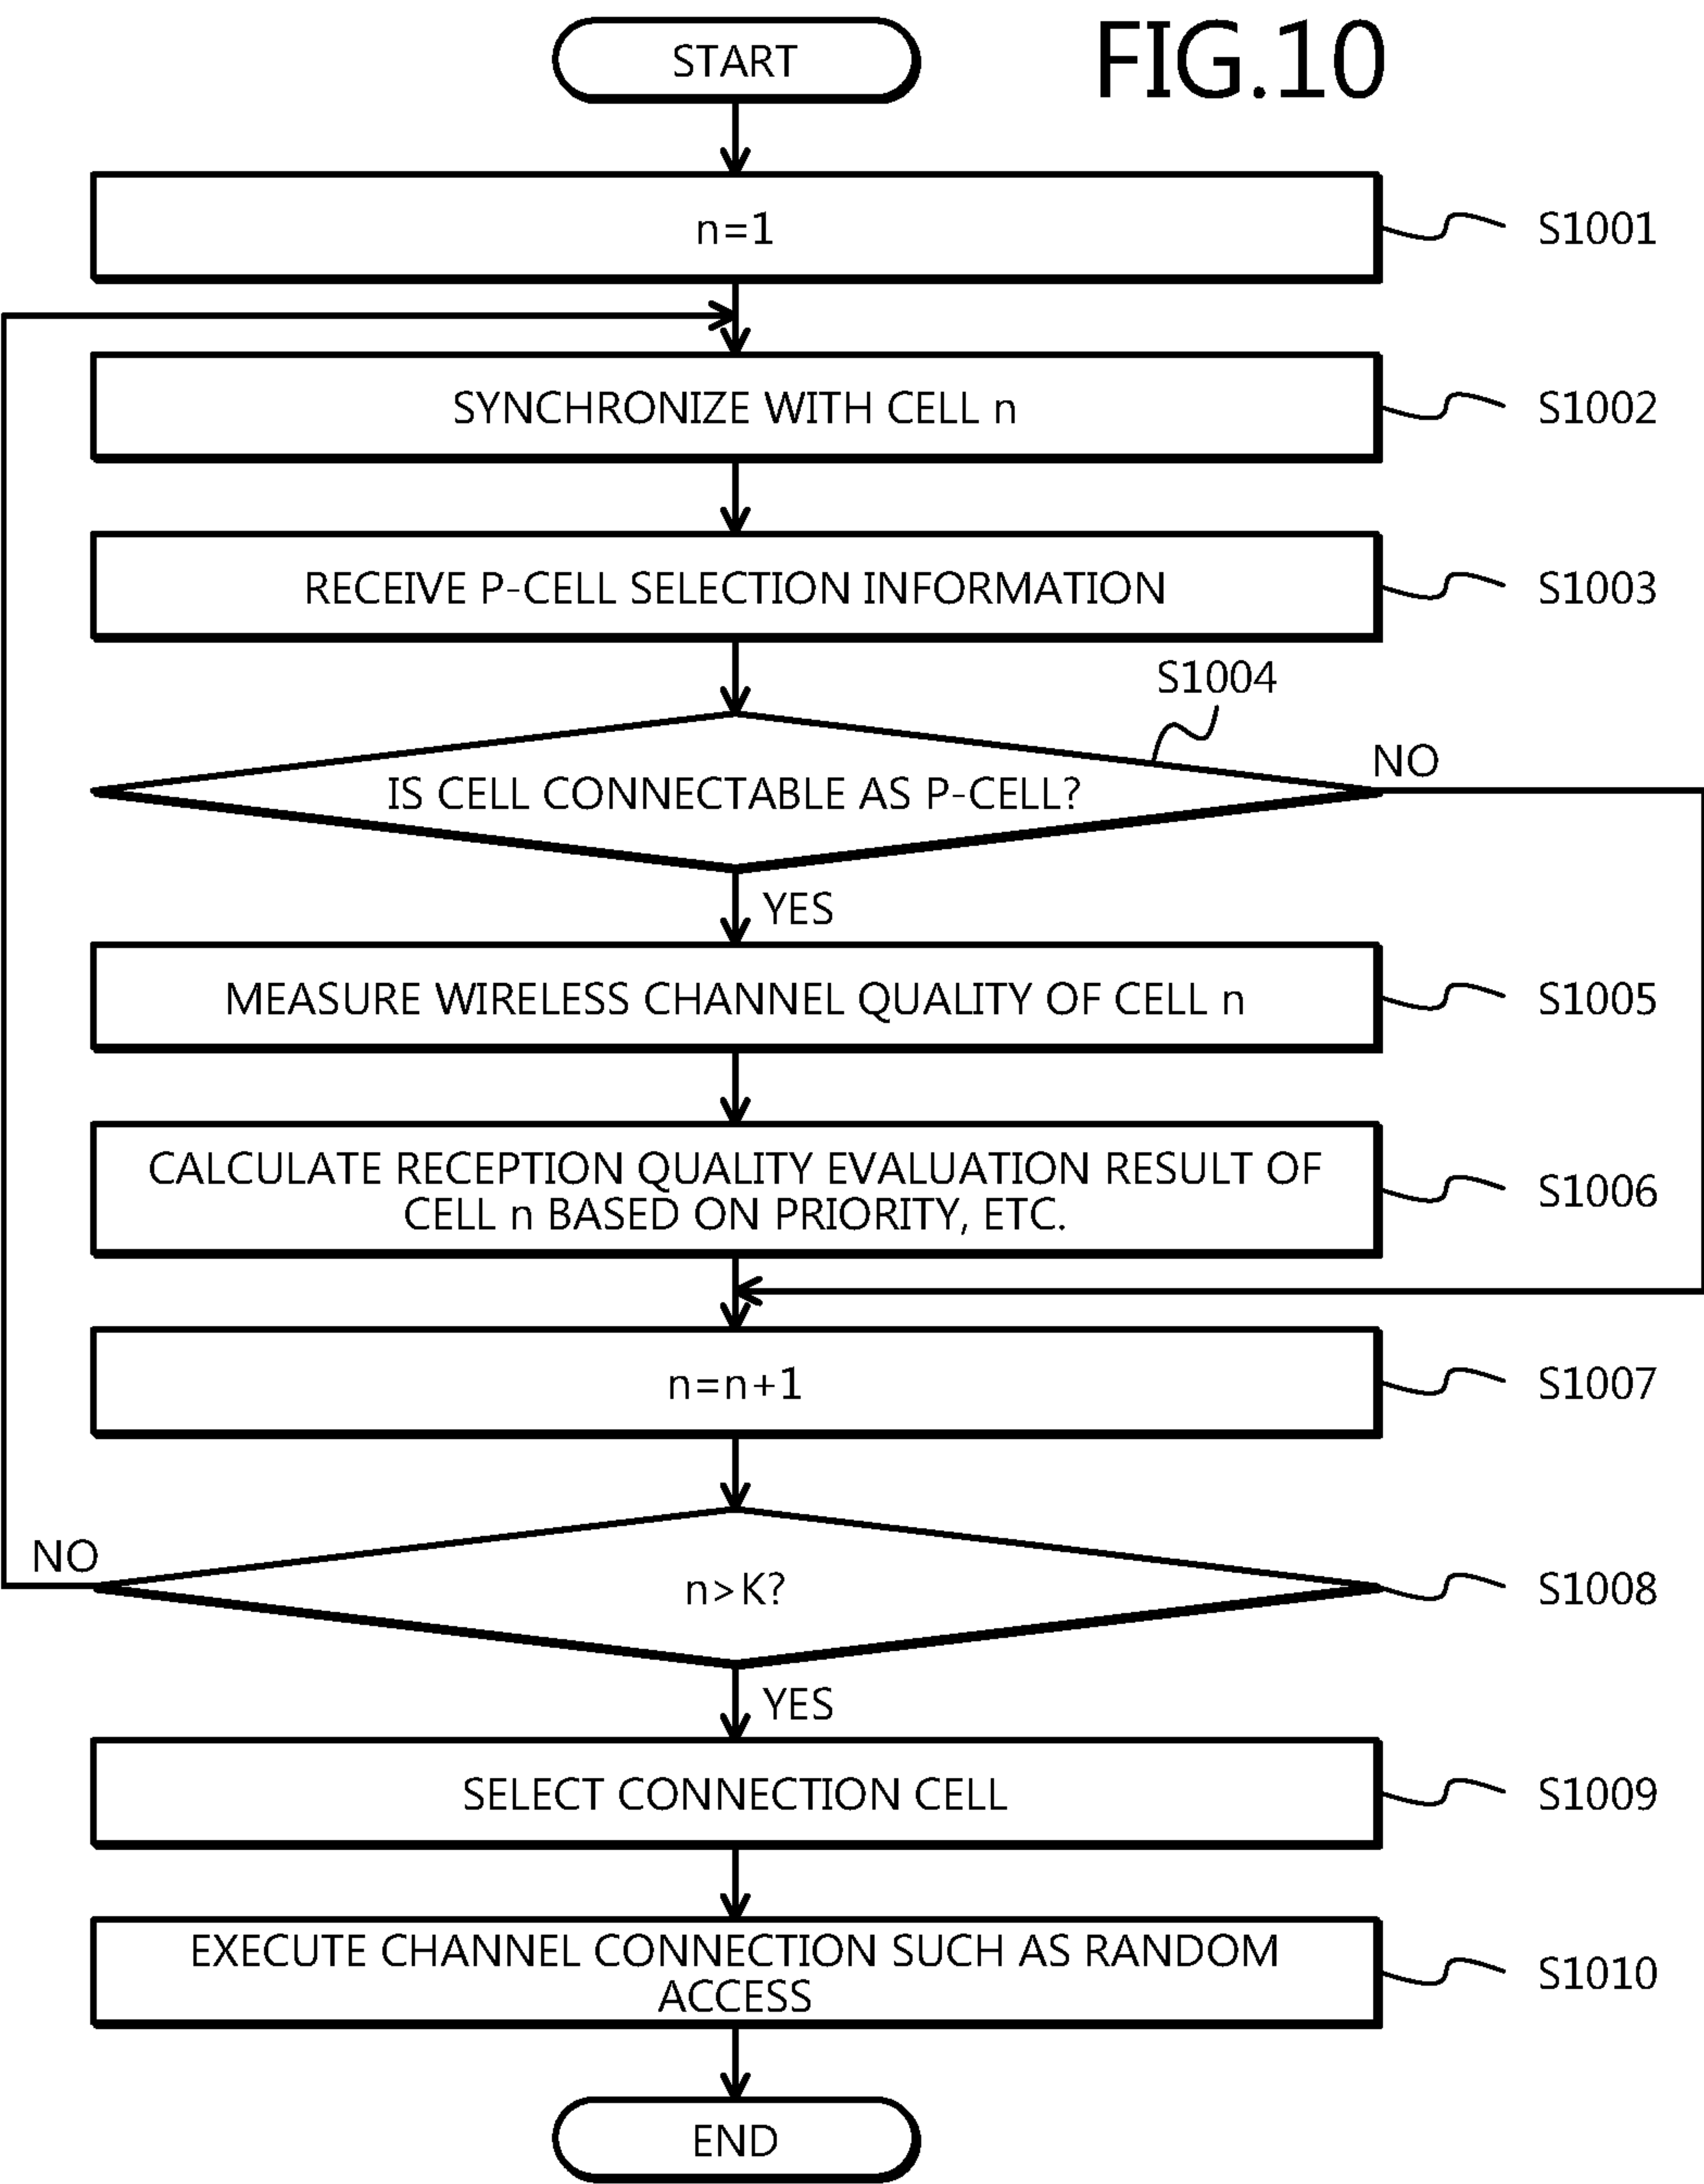 FIG.10
START
n=1
S1001
SYNCHRONIZE WITH CELL n
S1002
RECEIVE P-CELL SELECTION INFORMATION
S1003
S1004
IS CELL CONNECTABLE AS P-CELL?
NO
YES
MEASURE WIRELESS CHANNEL QUALITY OF CELL n
S1005
CALCULATE RECEPTION QUALITY EVALUATION RESULT OF
CELL n BASED ON PRIORITY, ETC.
S1006
n=n+1
S1007
NO
n>K?
S1008
YES
SELECT CONNECTION CELL
S1009
EXECUTE CHANNEL CONNECTION SUCH AS RANDOM
ACCESS
S1010
END